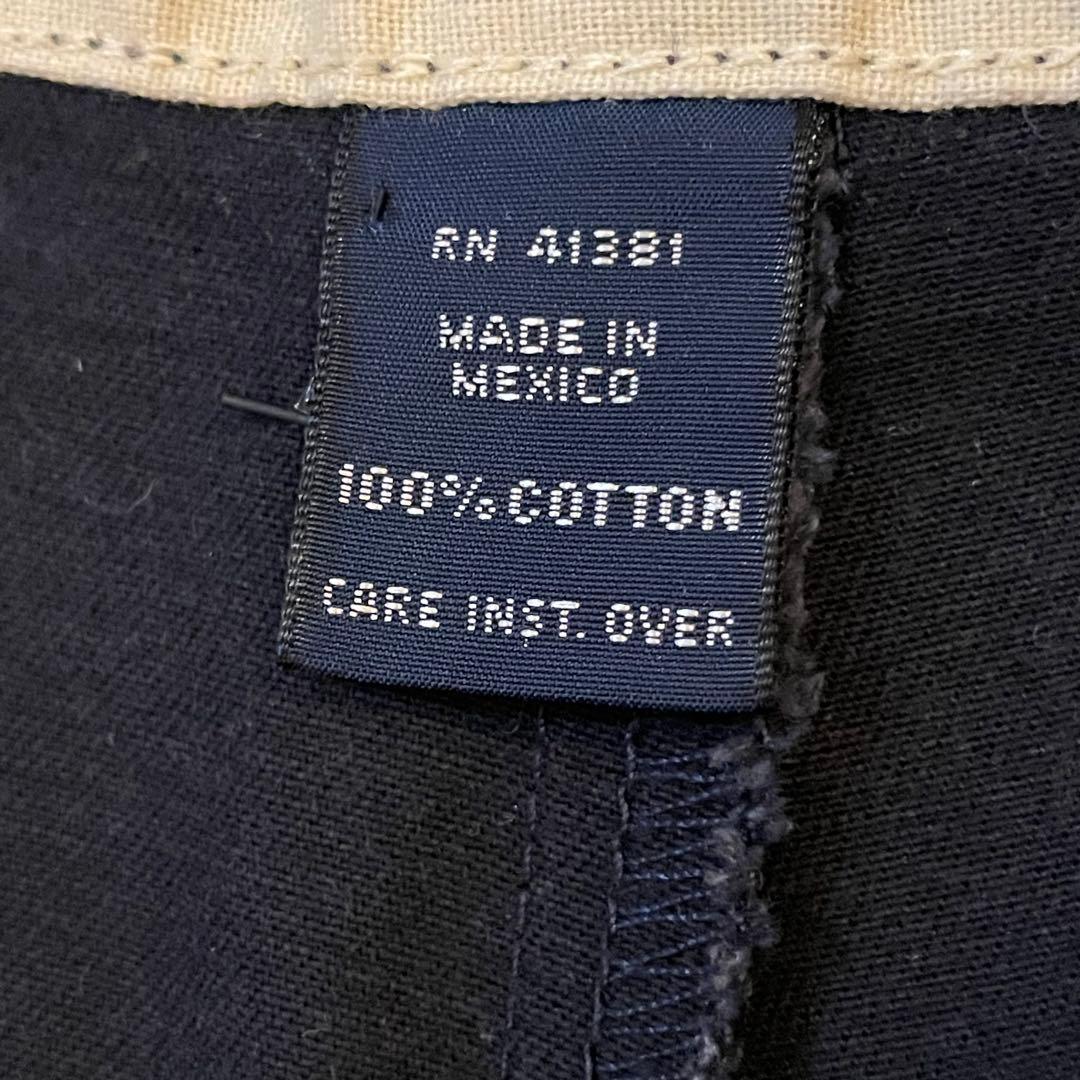 RN 41381
MADE IN
MEXICO
100% COTTON
CARE INST. OVER